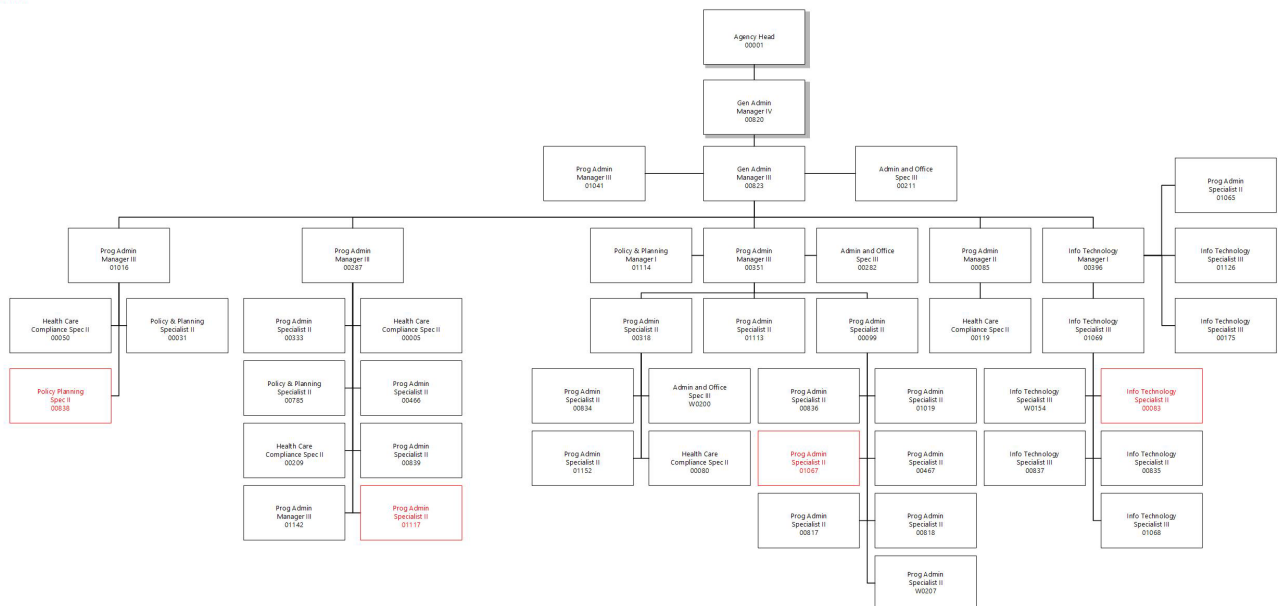 Agency Head
00001
Gen Admin
Manager IV
00820
Prog Admin
Manager III
01041
Gen Admin
Manager III
00823
Admin and Office
Spec III
00211
Prog Admin
Specialist II
01065
Prog Admin
Manager III
01016
Prog Admin
Manager III
00287
Policy & Planning
Manager I
01114
Prog Admin
Manager III
00351
Admin and Office
Spec III
00282
Prog Admin
Manager II
00085
Info Technology
Manager I
00396
Info Technology
Specialist III
01126
Health Care
Compliance Spec II
00050
Policy & Planning
Specialist II
00031
Prog Admin
Specialist II
00333
Health Care
Compliance Spec II
00005
Prog Admin
Specialist II
00318
Prog Admin
Specialist II
01113
Prog Admin
Specialist II
00099
Health Care
Compliance Spec II
00119
Info Technology
Specialist III
01069
Info Technology
Specialist III
00175
Policy Planning
Spec II
00838
Policy & Planning
Specialist II
00785
Prog Admin
Specialist II
00466
Prog Admin
Specialist II
00834
Admin and Office
Spec III
W0200
Prog Admin
Specialist II
00836
Prog Admin
Specialist II
01019
Info Technology
Specialist III
W0154
Info Technology
Specialist II
00083
Health Care
Compliance Spec II
00209
Prog Admin
Specialist II
00839
Prog Admin
Specialist II
01152
Health Care
Compliance Spec II
00080
Prog Admin
Specialist II
01067
Prog Admin
Specialist II
00467
Info Technology
Specialist III
00837
Info Technology
Specialist II
00835
Prog Admin
Manager III
01142
Prog Admin
Specialist II
01117
Prog Admin
Specialist II
00817
Prog Admin
Specialist II
00818
Info Technology
Specialist III
01068
Prog Admin
Specialist II
W0207